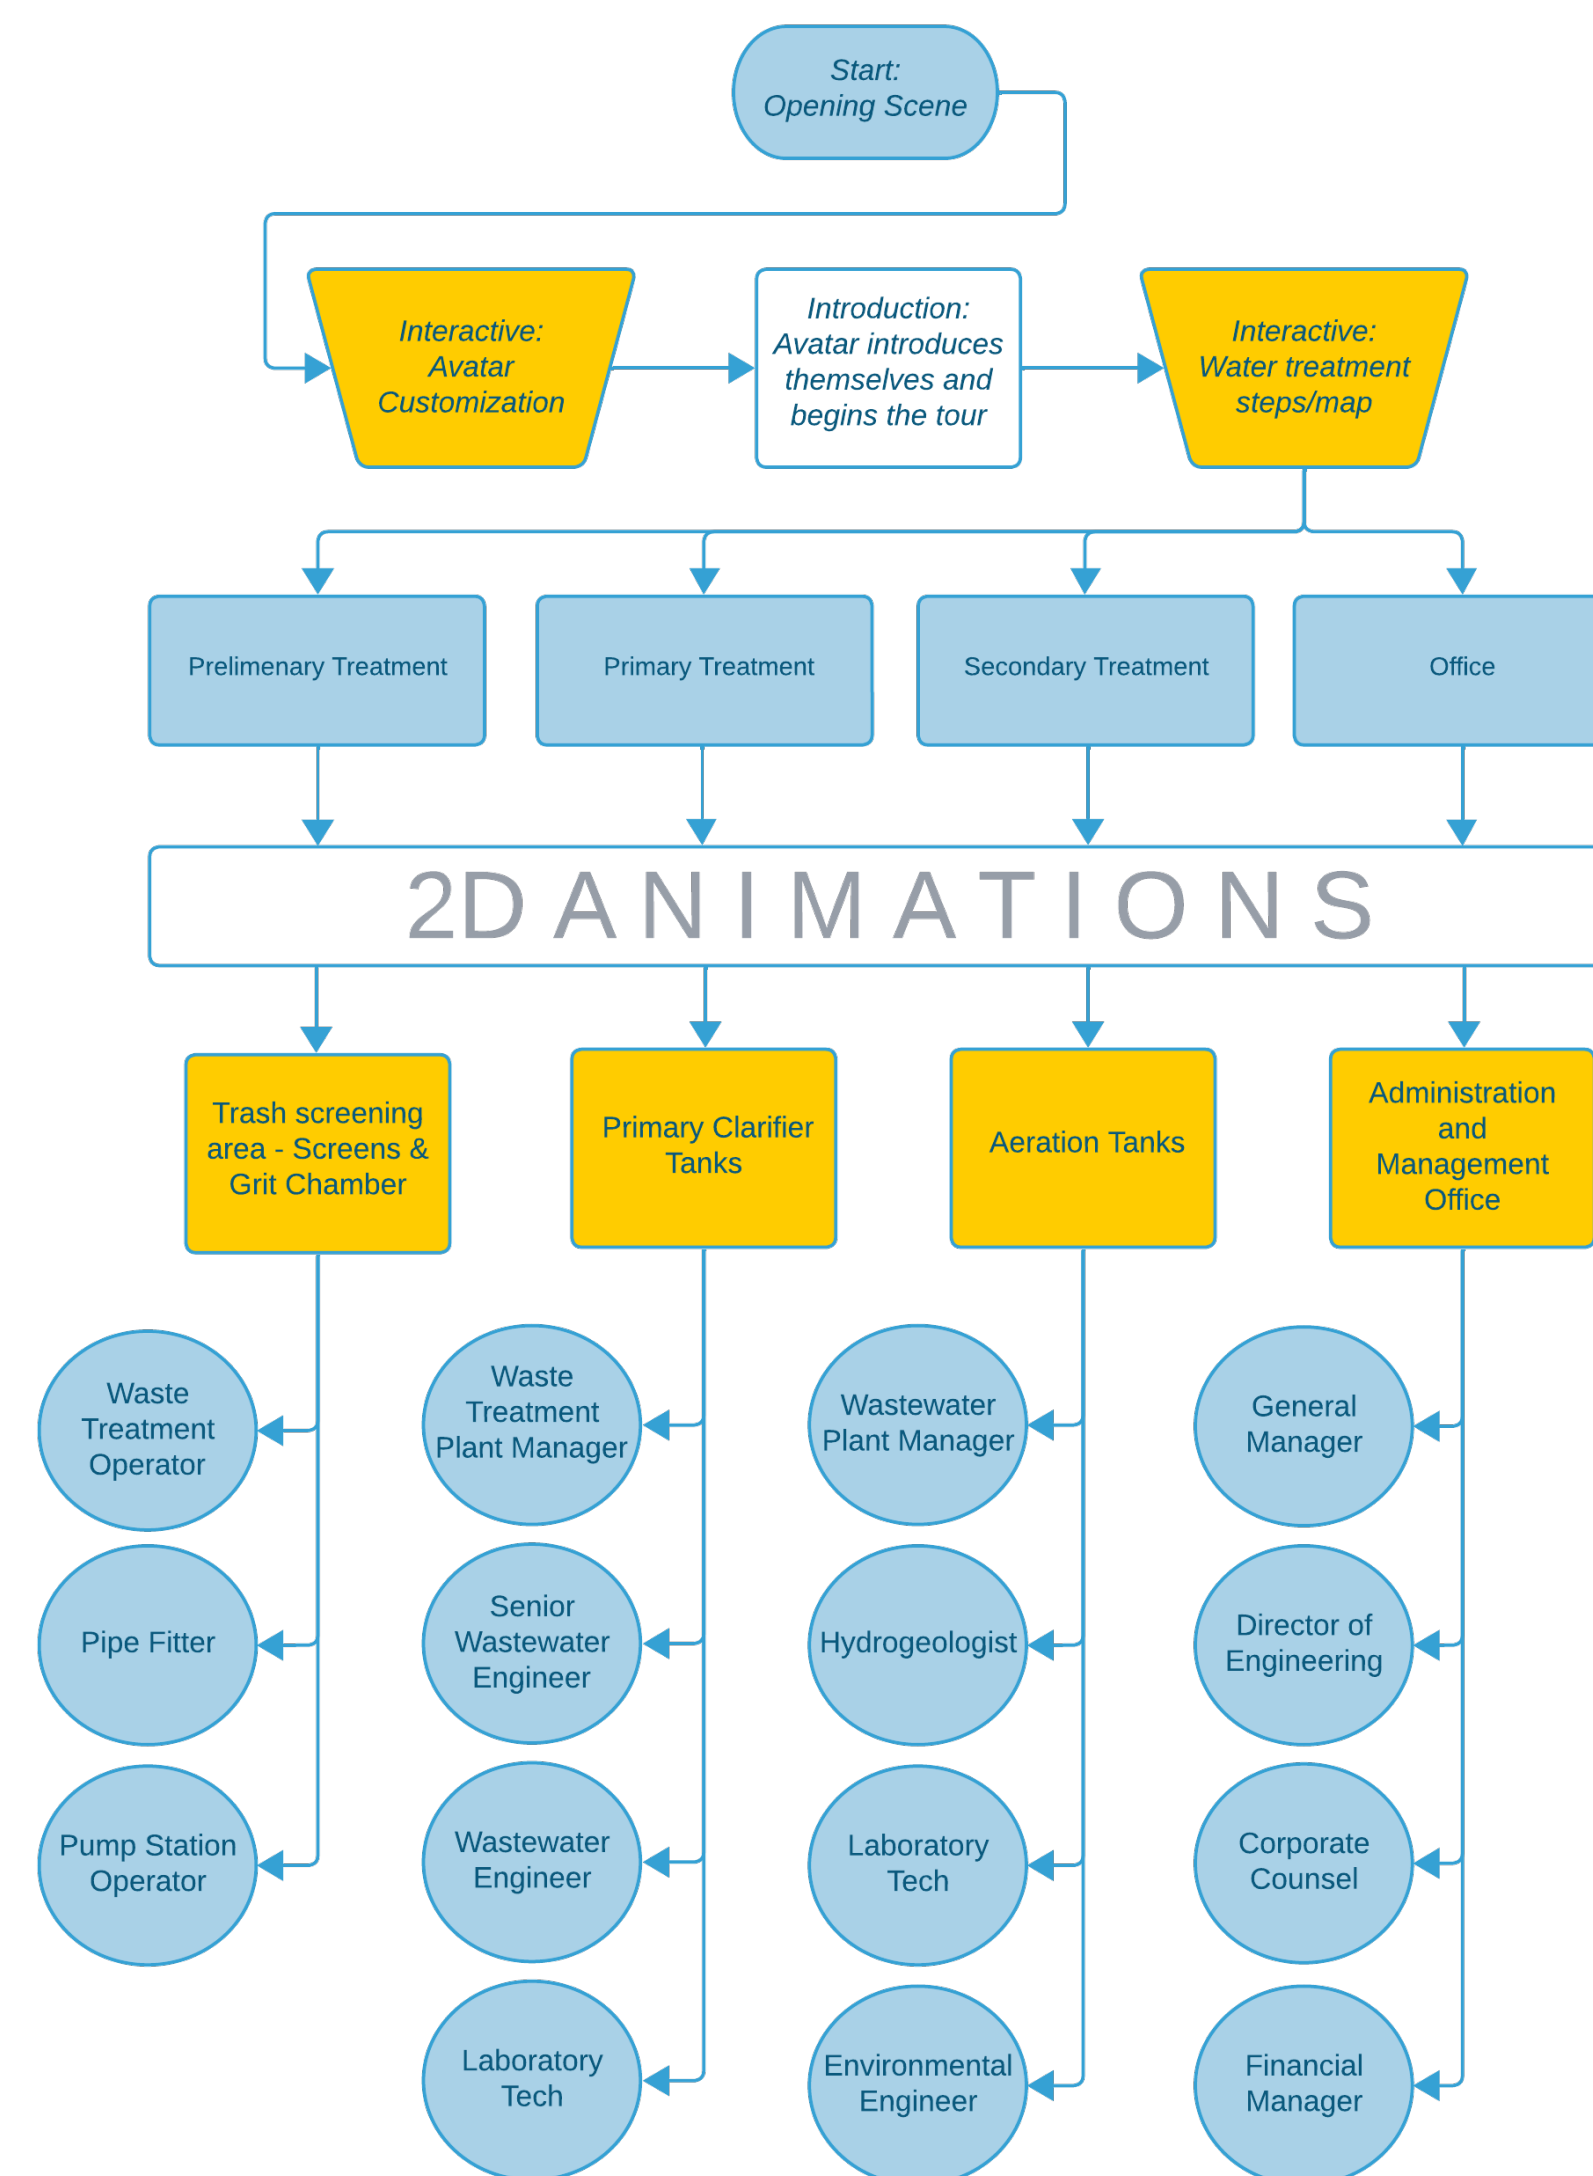 Start:
Opening Scene
Interactive:
Avatar
Customization
Introduction:
Avatar introduces
themselves and
begins the tour
Interactive:
Water treatment
steps/map
Prelimenary Treatment
Primary Treatment
Secondary Treatment
Office
2D A N I M A T I O N S
Trash screening
area - Screens &
Grit Chamber
Primary Clarifier
Tanks
Aeration Tanks
Administration
and
Management
Office
Waste
Treatment
Operator
Pipe Fitter
Pump Station
Operator
Waste
Treatment
Plant Manager
Senior
Wastewater
Engineer
Wastewater
Engineer
Laboratory
Tech
Wastewater
Plant Manager
Hydrogeologist
Laboratory
Tech
Environmental
Engineer
General
Manager
Director of
Engineering
Corporate
Counsel
Financial
Manager